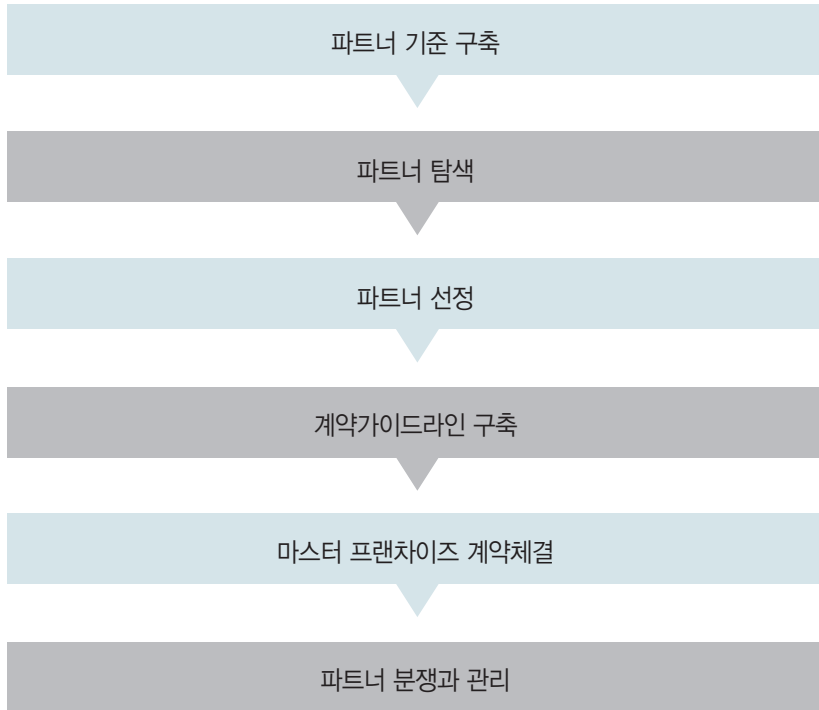 파트너 기준 구축
파트너 탐색
파트너 선정
계약가이드라인 구축
마스터 프랜차이즈 계약체결
파트너 분쟁과 관리